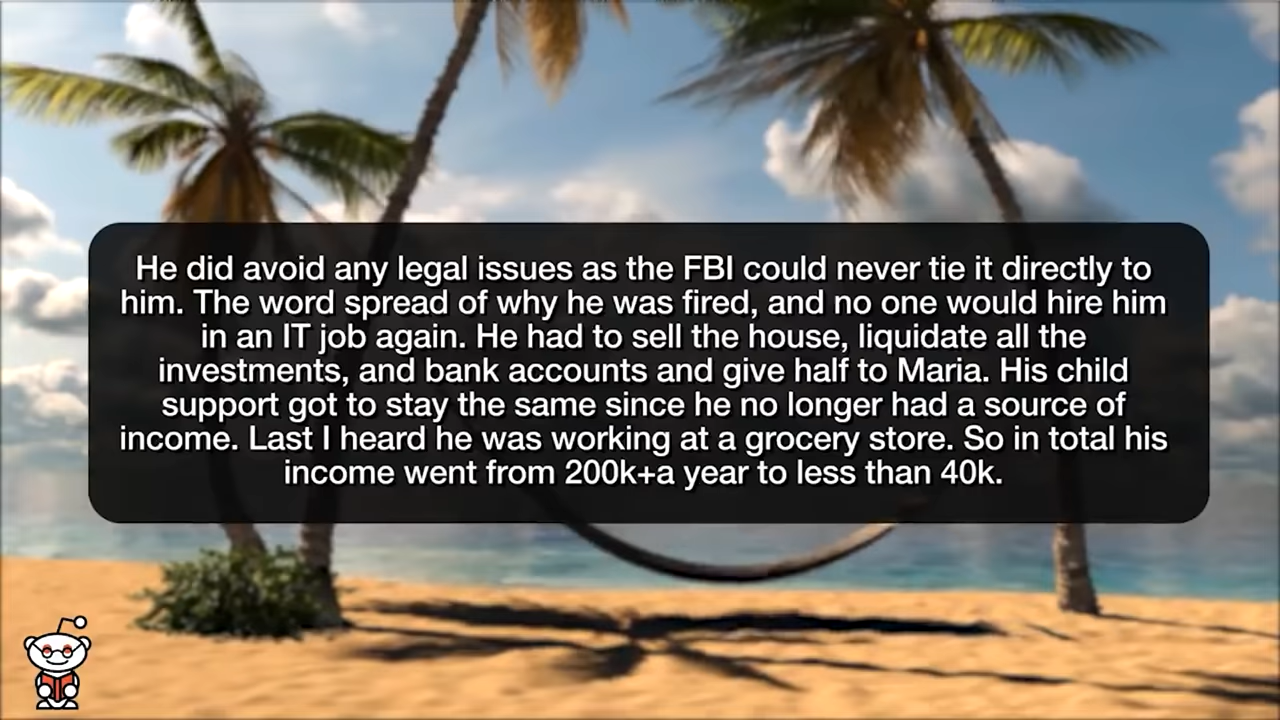 He did avoid any legal issues as the FBI could never tie it directly to
him. The word spread of why he was fired, and no one would hire him
in an IT job again. He had to sell the house, liquidate all the
investments, and bank accounts and give half to Maria. His child
support got to stay the same since he no longer had a source of
income. Last I heard he was working at a grocery store. So in total his
income went from 200k+a year to less than 40k.